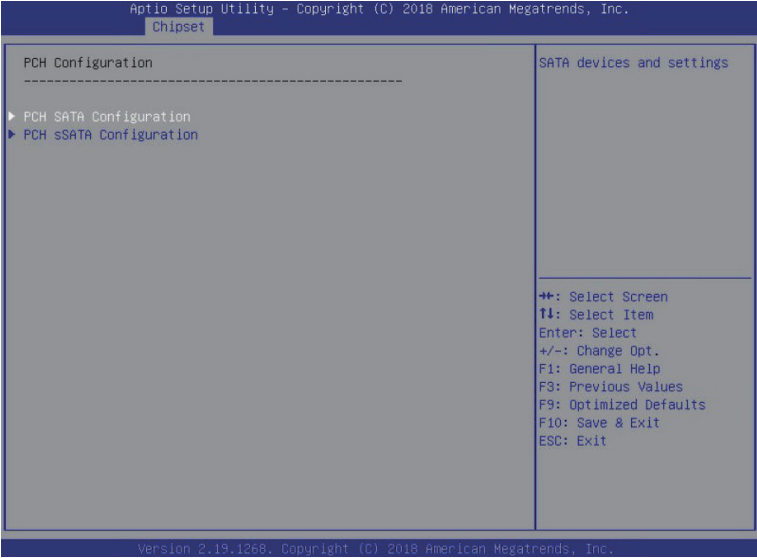 Aptio Setup Utility – Copyright (C) 2018 American Megatrends, Inc.
Chipset
PCH Configuration
--------------------------------------------------
▶ PCH SATA Configuration
▶ PCH sSATA Configuration
SATA devices and settings
→←: Select Screen
↑↓: Select Item
Enter: Select
+/-: Change Opt.
F1: General Help
F3: Previous Values
F9: Optimized Defaults
F10: Save & Exit
ESC: Exit
Version 2.19.1268. Copyright (C) 2018 American Megatrends, Inc.